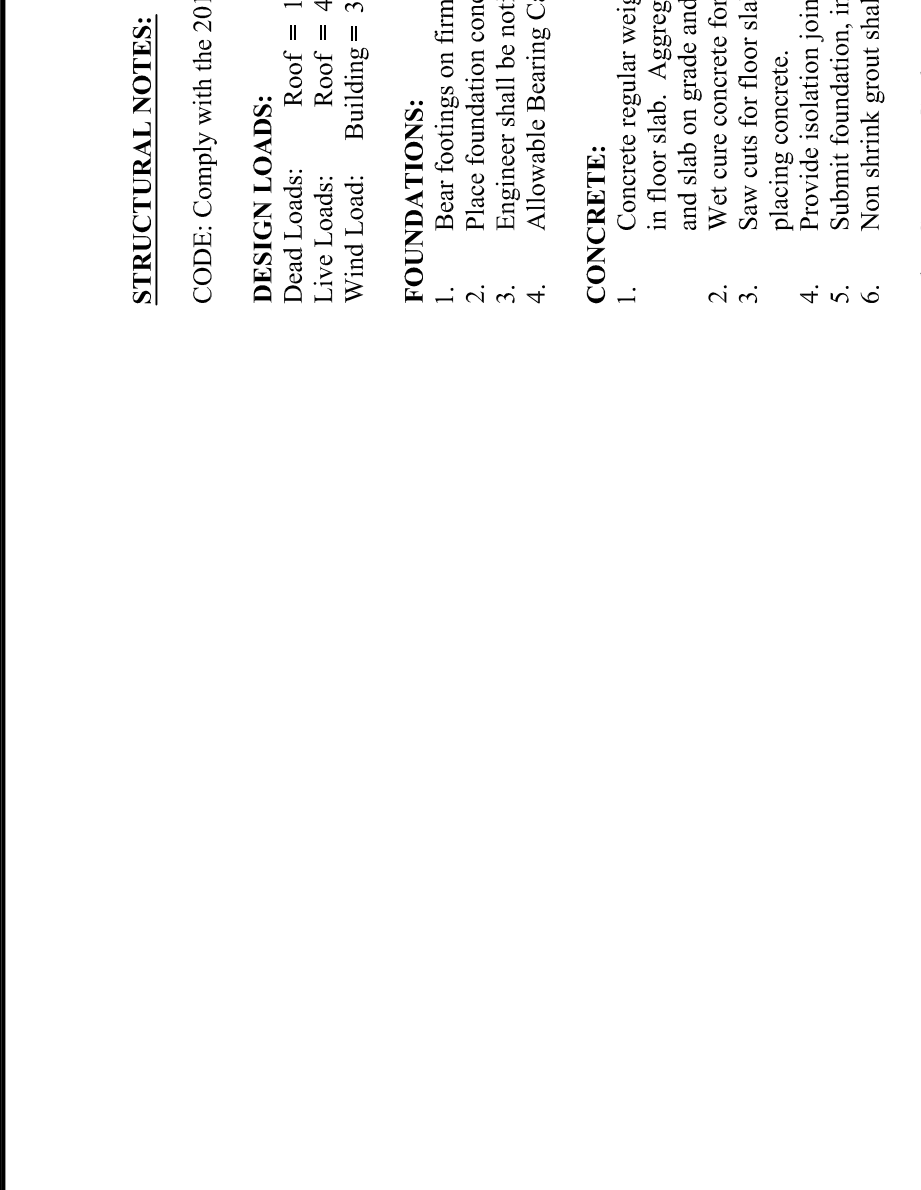 STRUCTURAL NOTES:
CODE: Comply with the 201
DESIGN LOADS:
Dead Loads: Roof = 1
Live Loads: Roof = 4
Wind Load: Building = 3
FOUNDATIONS:
1. Bear footings on firm
2. Place foundation conc
3. Engineer shall be noti
4. Allowable Bearing Ca
CONCRETE:
1. Concrete regular weig
in floor slab. Aggreg
and slab on grade and
2. Wet cure concrete for
3. Saw cuts for floor sla
placing concrete.
4. Provide isolation join
5. Submit foundation, in
6. Non shrink grout shal